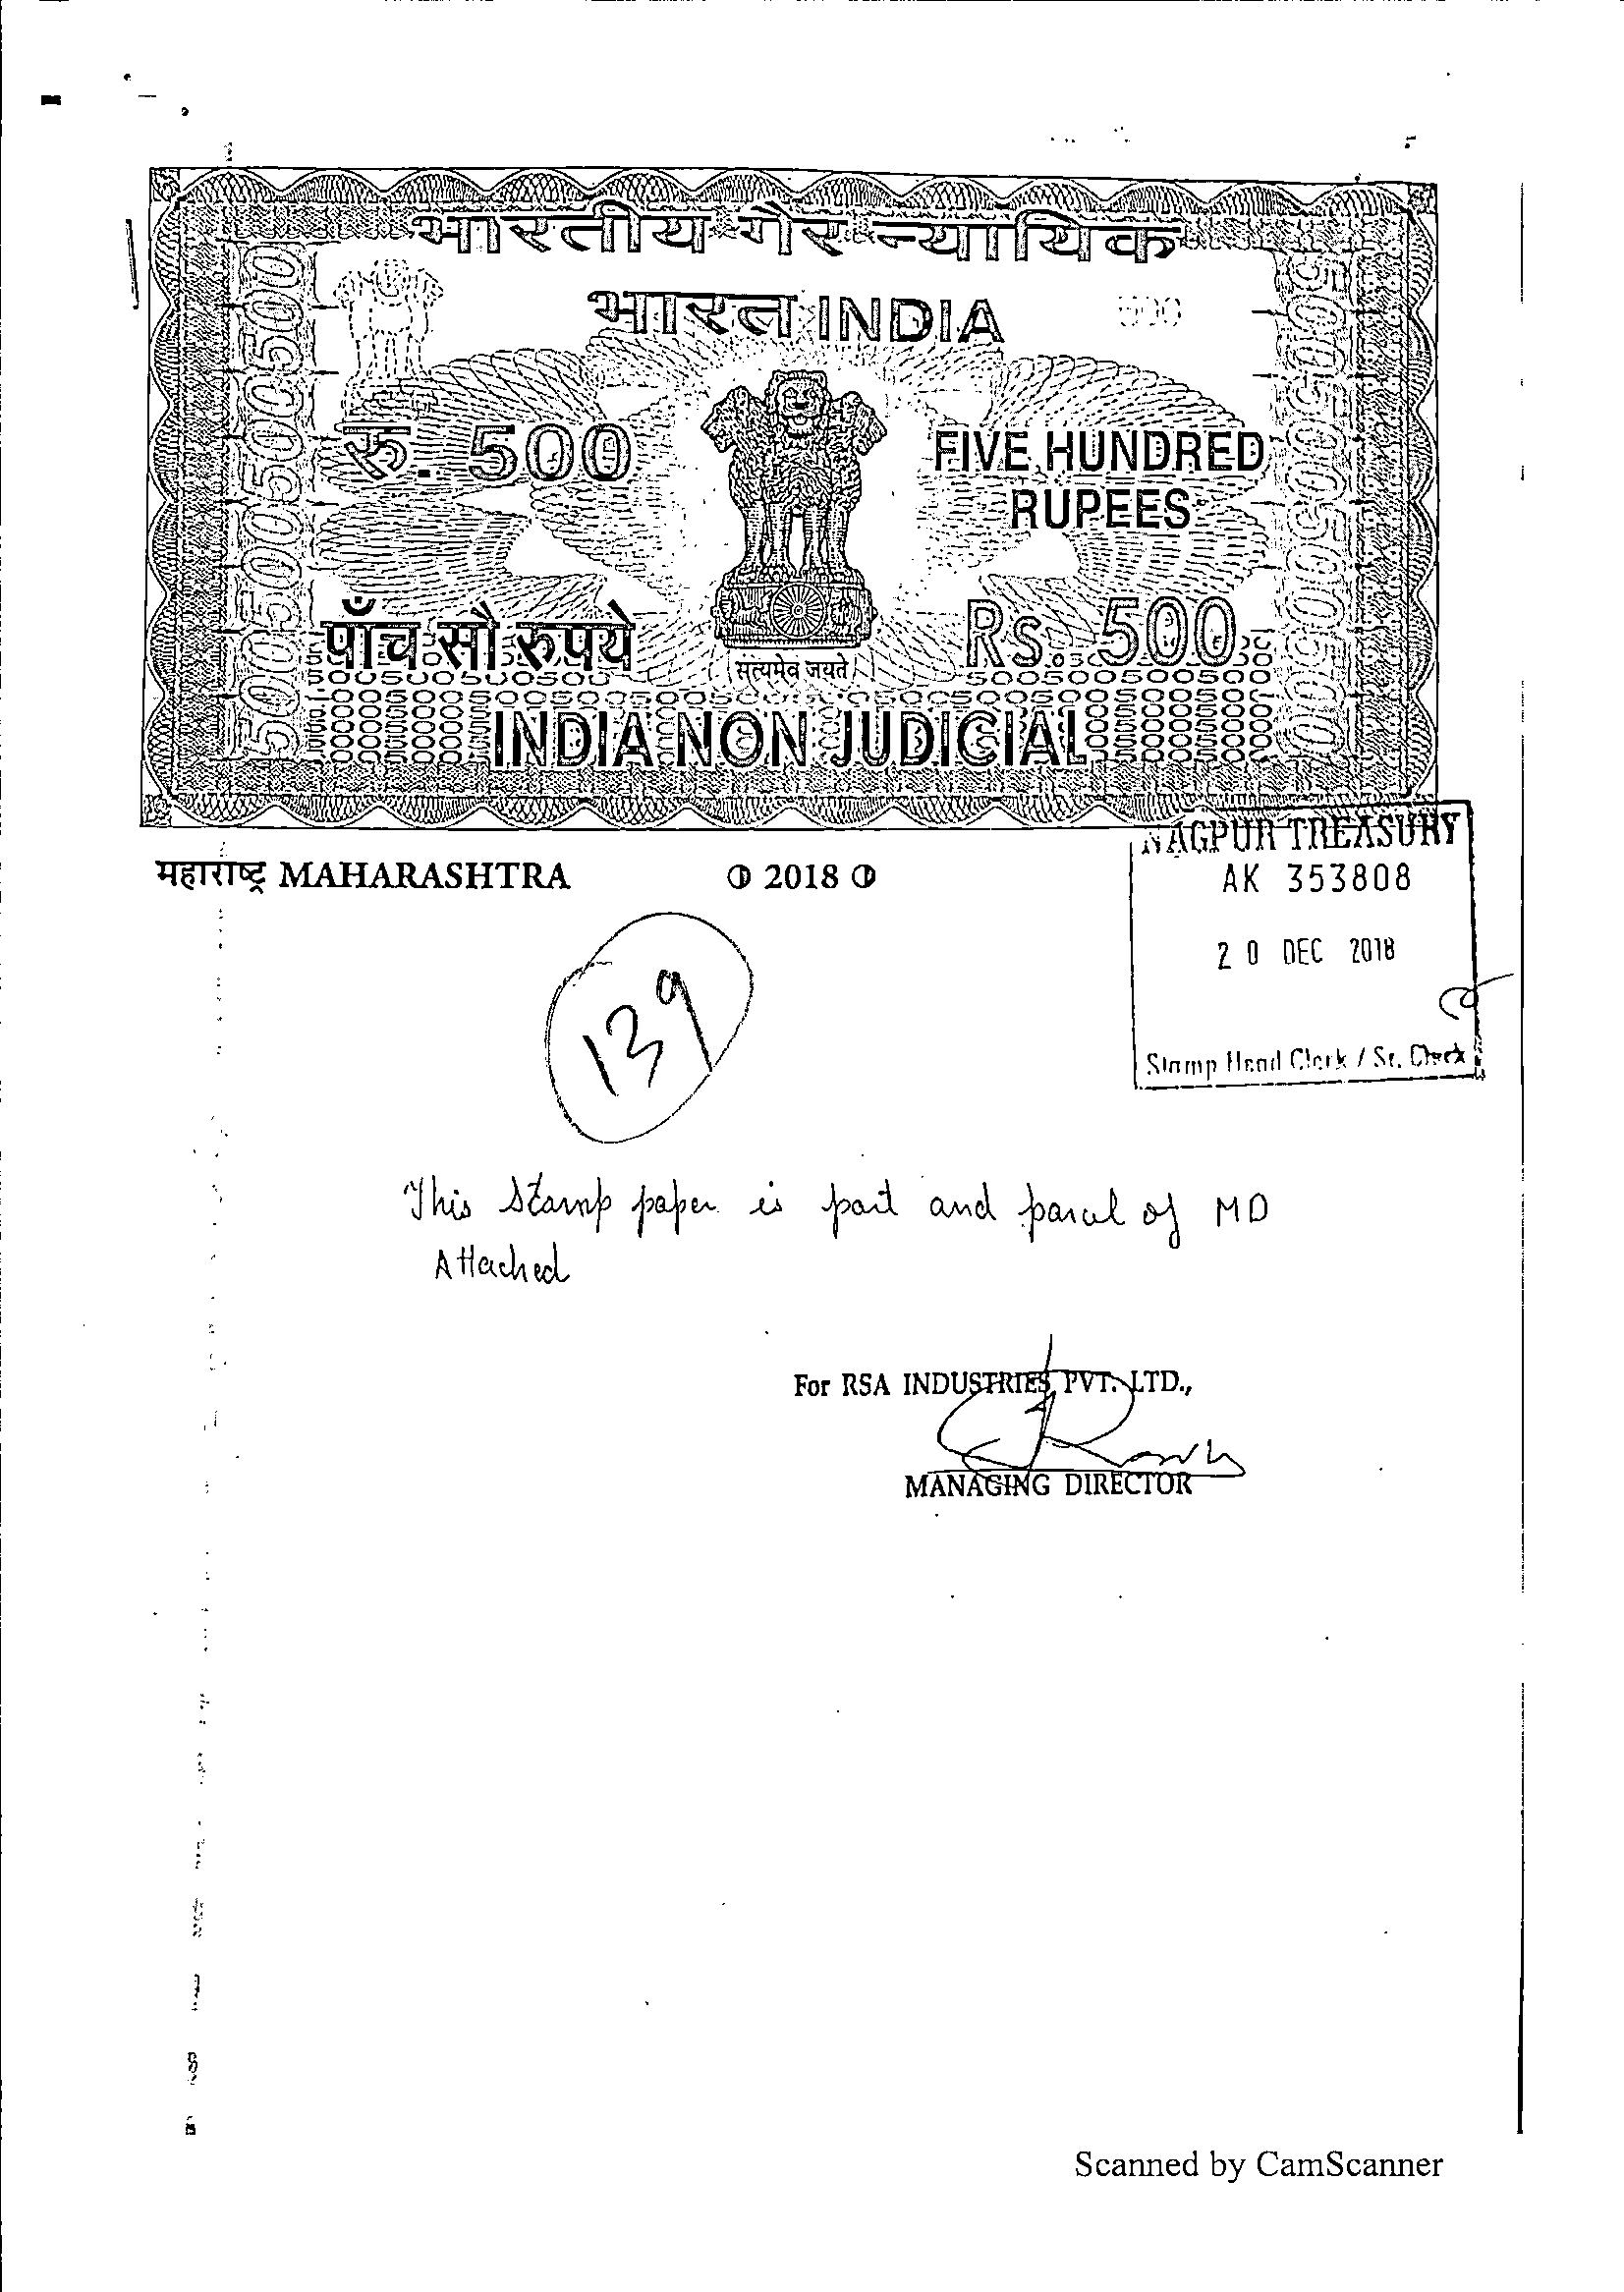 भारतीय गैर न्यायिक
भारत INDIA
500
रु. 500
FIVE HUNDRED
RUPEES
पाँच सौ रुपये
Rs. 500
सत्यमेव जयते
INDIA NON JUDICIAL
NAGPUR TREASURY
महाराष्ट्र MAHARASHTRA
2018
AK 353808
20 DEC 2018
139
Stamp Head Clerk / Sr. Clerk
This Stamp paper is part and parcel of MD
Attached
For RSA INDUSTRIES PVT. LTD.,
MANAGING DIRECTOR
Scanned by CamScanner